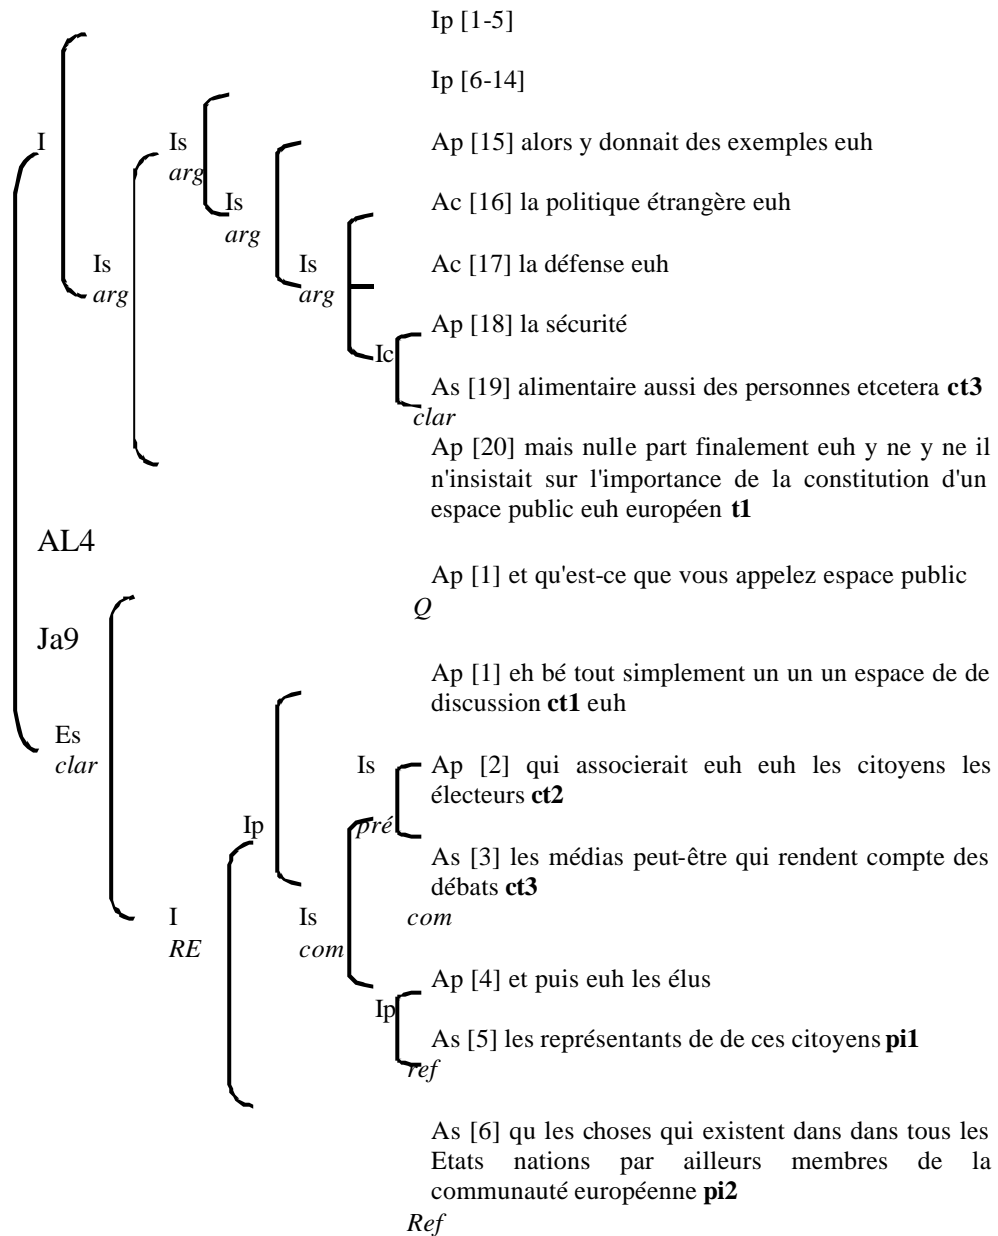 Ip [1-5]
Ip [6-14]
I
Is
arg
Ap [15] alors y donnait des exemples euh
Is
arg
Ac [16] la politique étrangère euh
Is
arg
Is
arg
Ac [17] la défense euh
Ap [18] la sécurité
Ic
As [19] alimentaire aussi des personnes etcetera ct3
clar
Ap [20] mais nulle part finalement euh y ne y ne il
n'insistait sur l'importance de la constitution d'un
espace public euh européen t1
AL4
Ap [1] et qu'est-ce que vous appelez espace public
Q
Ja9
Ap [1] eh bé tout simplement un un un espace de de
discussion ct1 euh
Es
clar
Is
pré
Ap [2] qui associerait euh euh les citoyens les
électeurs ct2
Ip
As [3] les médias peut-être qui rendent compte des
débats ct3
com
I
RE
Is
com
Ap [4] et puis euh les élus
Ip
As [5] les représentants de de ces citoyens pi1
ref
As [6] qu les choses qui existent dans dans tous les
Etats nations par ailleurs membres de la
communauté européenne pi2
Ref